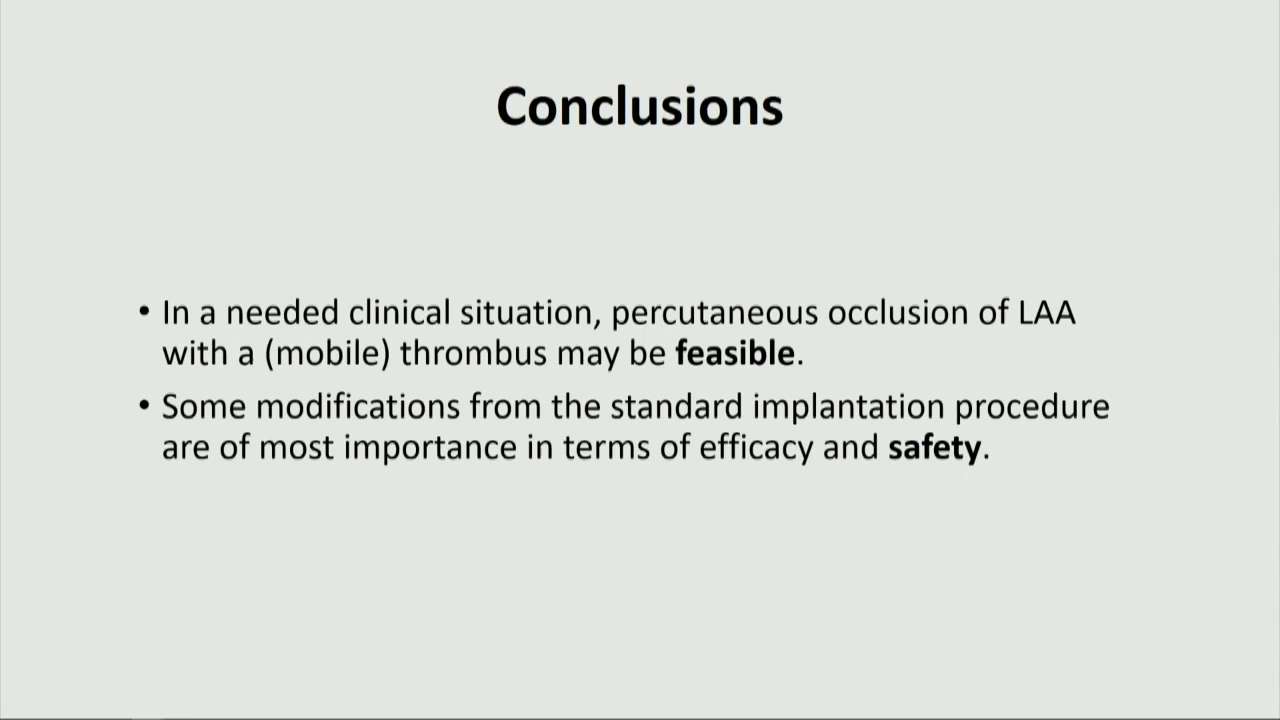 Conclusions
• In a needed clinical situation, percutaneous occlusion of LAA
with a (mobile) thrombus may be feasible.
• Some modifications from the standard implantation procedure
are of most importance in terms of efficacy and safety.